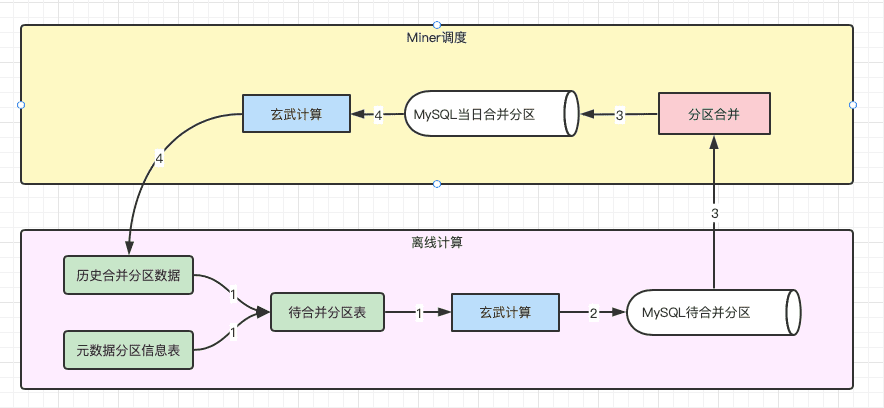 Miner调度
玄武计算
4
MySQL当日合并分区
3
分区合并
4
3
离线计算
历史合并分区数据
1
待合并分区表
1
玄武计算
2
MySQL待合并分区
1
元数据分区信息表